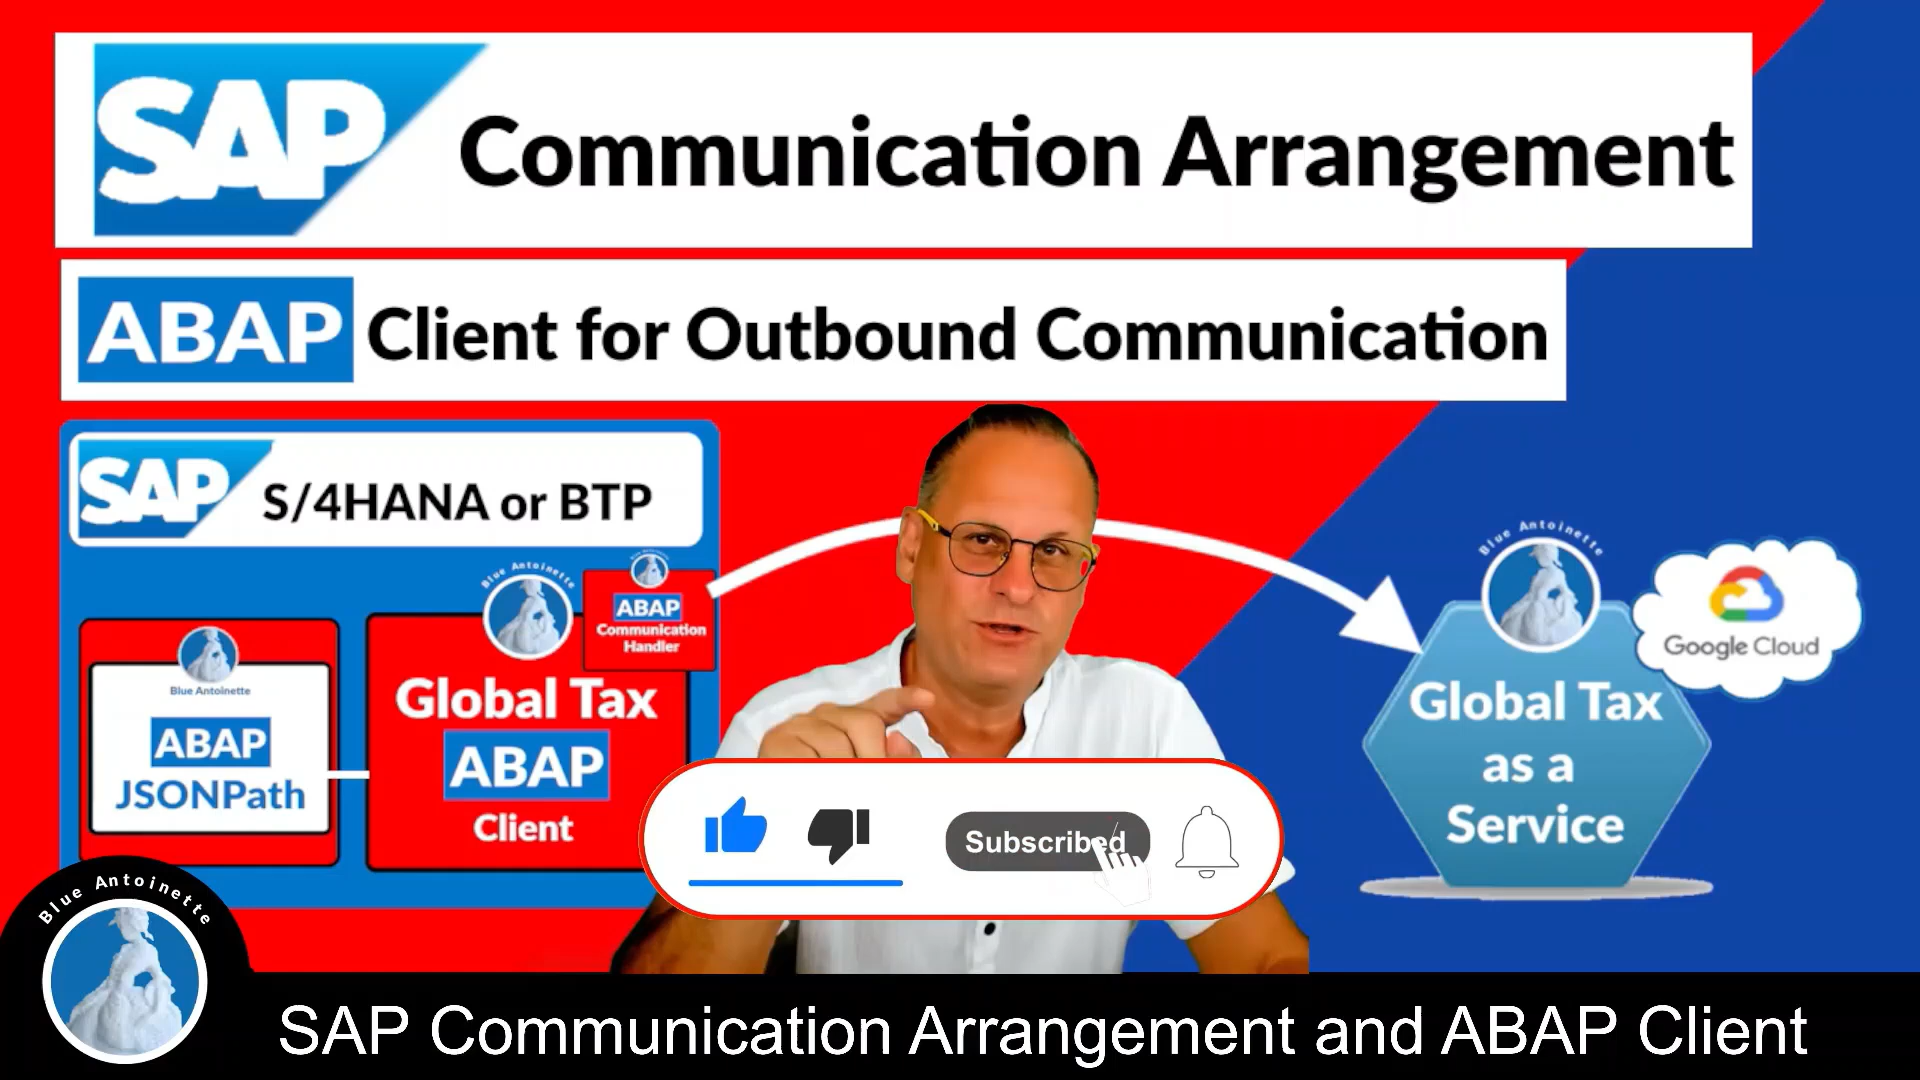 SAP
Communication Arrangement
ABAP Client for Outbound Communication
SAP
S/4HANA or BTP
Blue Antoinette
ABAP
JSONPath
Blue Antoinette
Global Tax
ABAP
Client
Blue Antoinette
ABAP
Communication
Handler
Blue Antoinette
Google Cloud
Global Tax
as a
Service
Subscribed
Blue Antoinette
SAP Communication Arrangement and ABAP Client